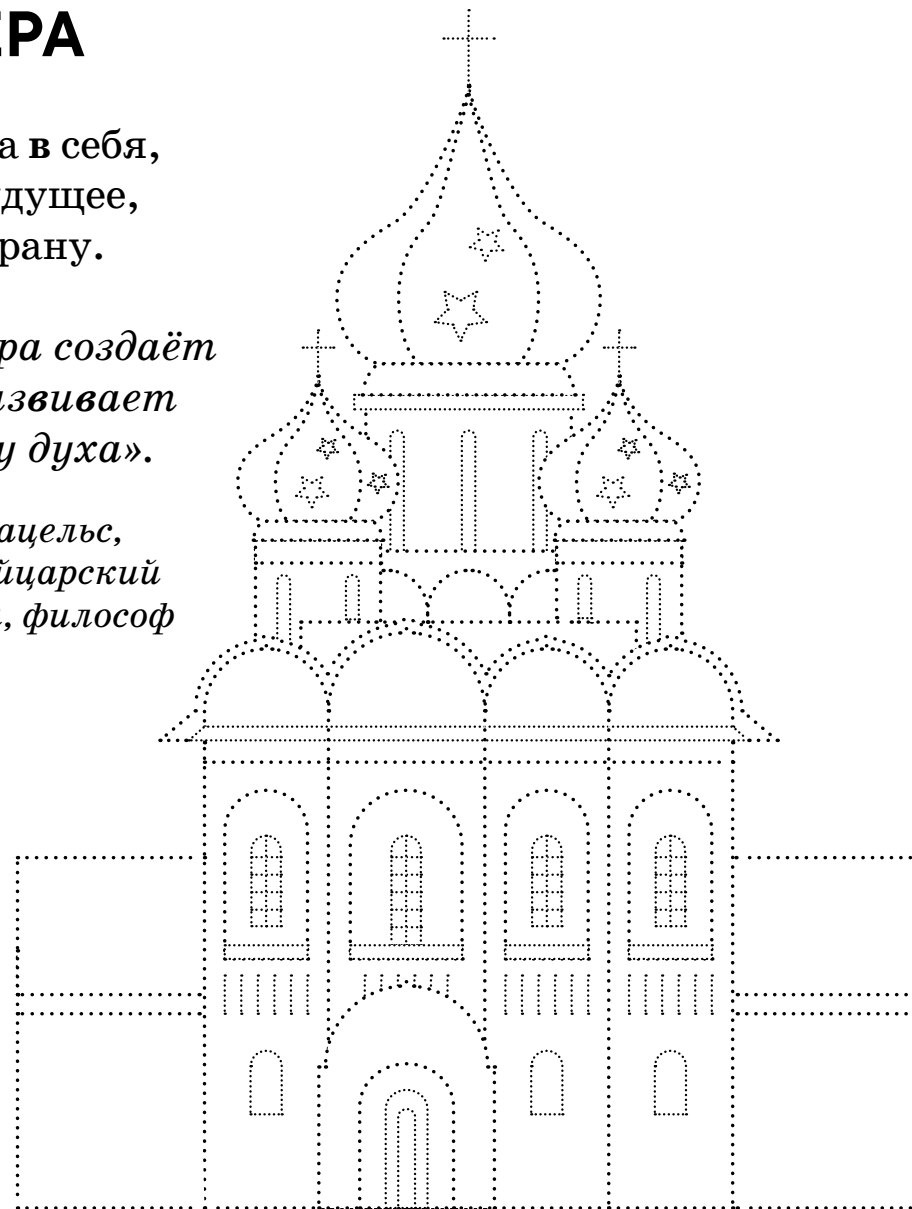 ЕРА
а в себя,
дущее,
рану.
ра создаёт
звивает
у духа».
ацельс,
йцарский
, философ